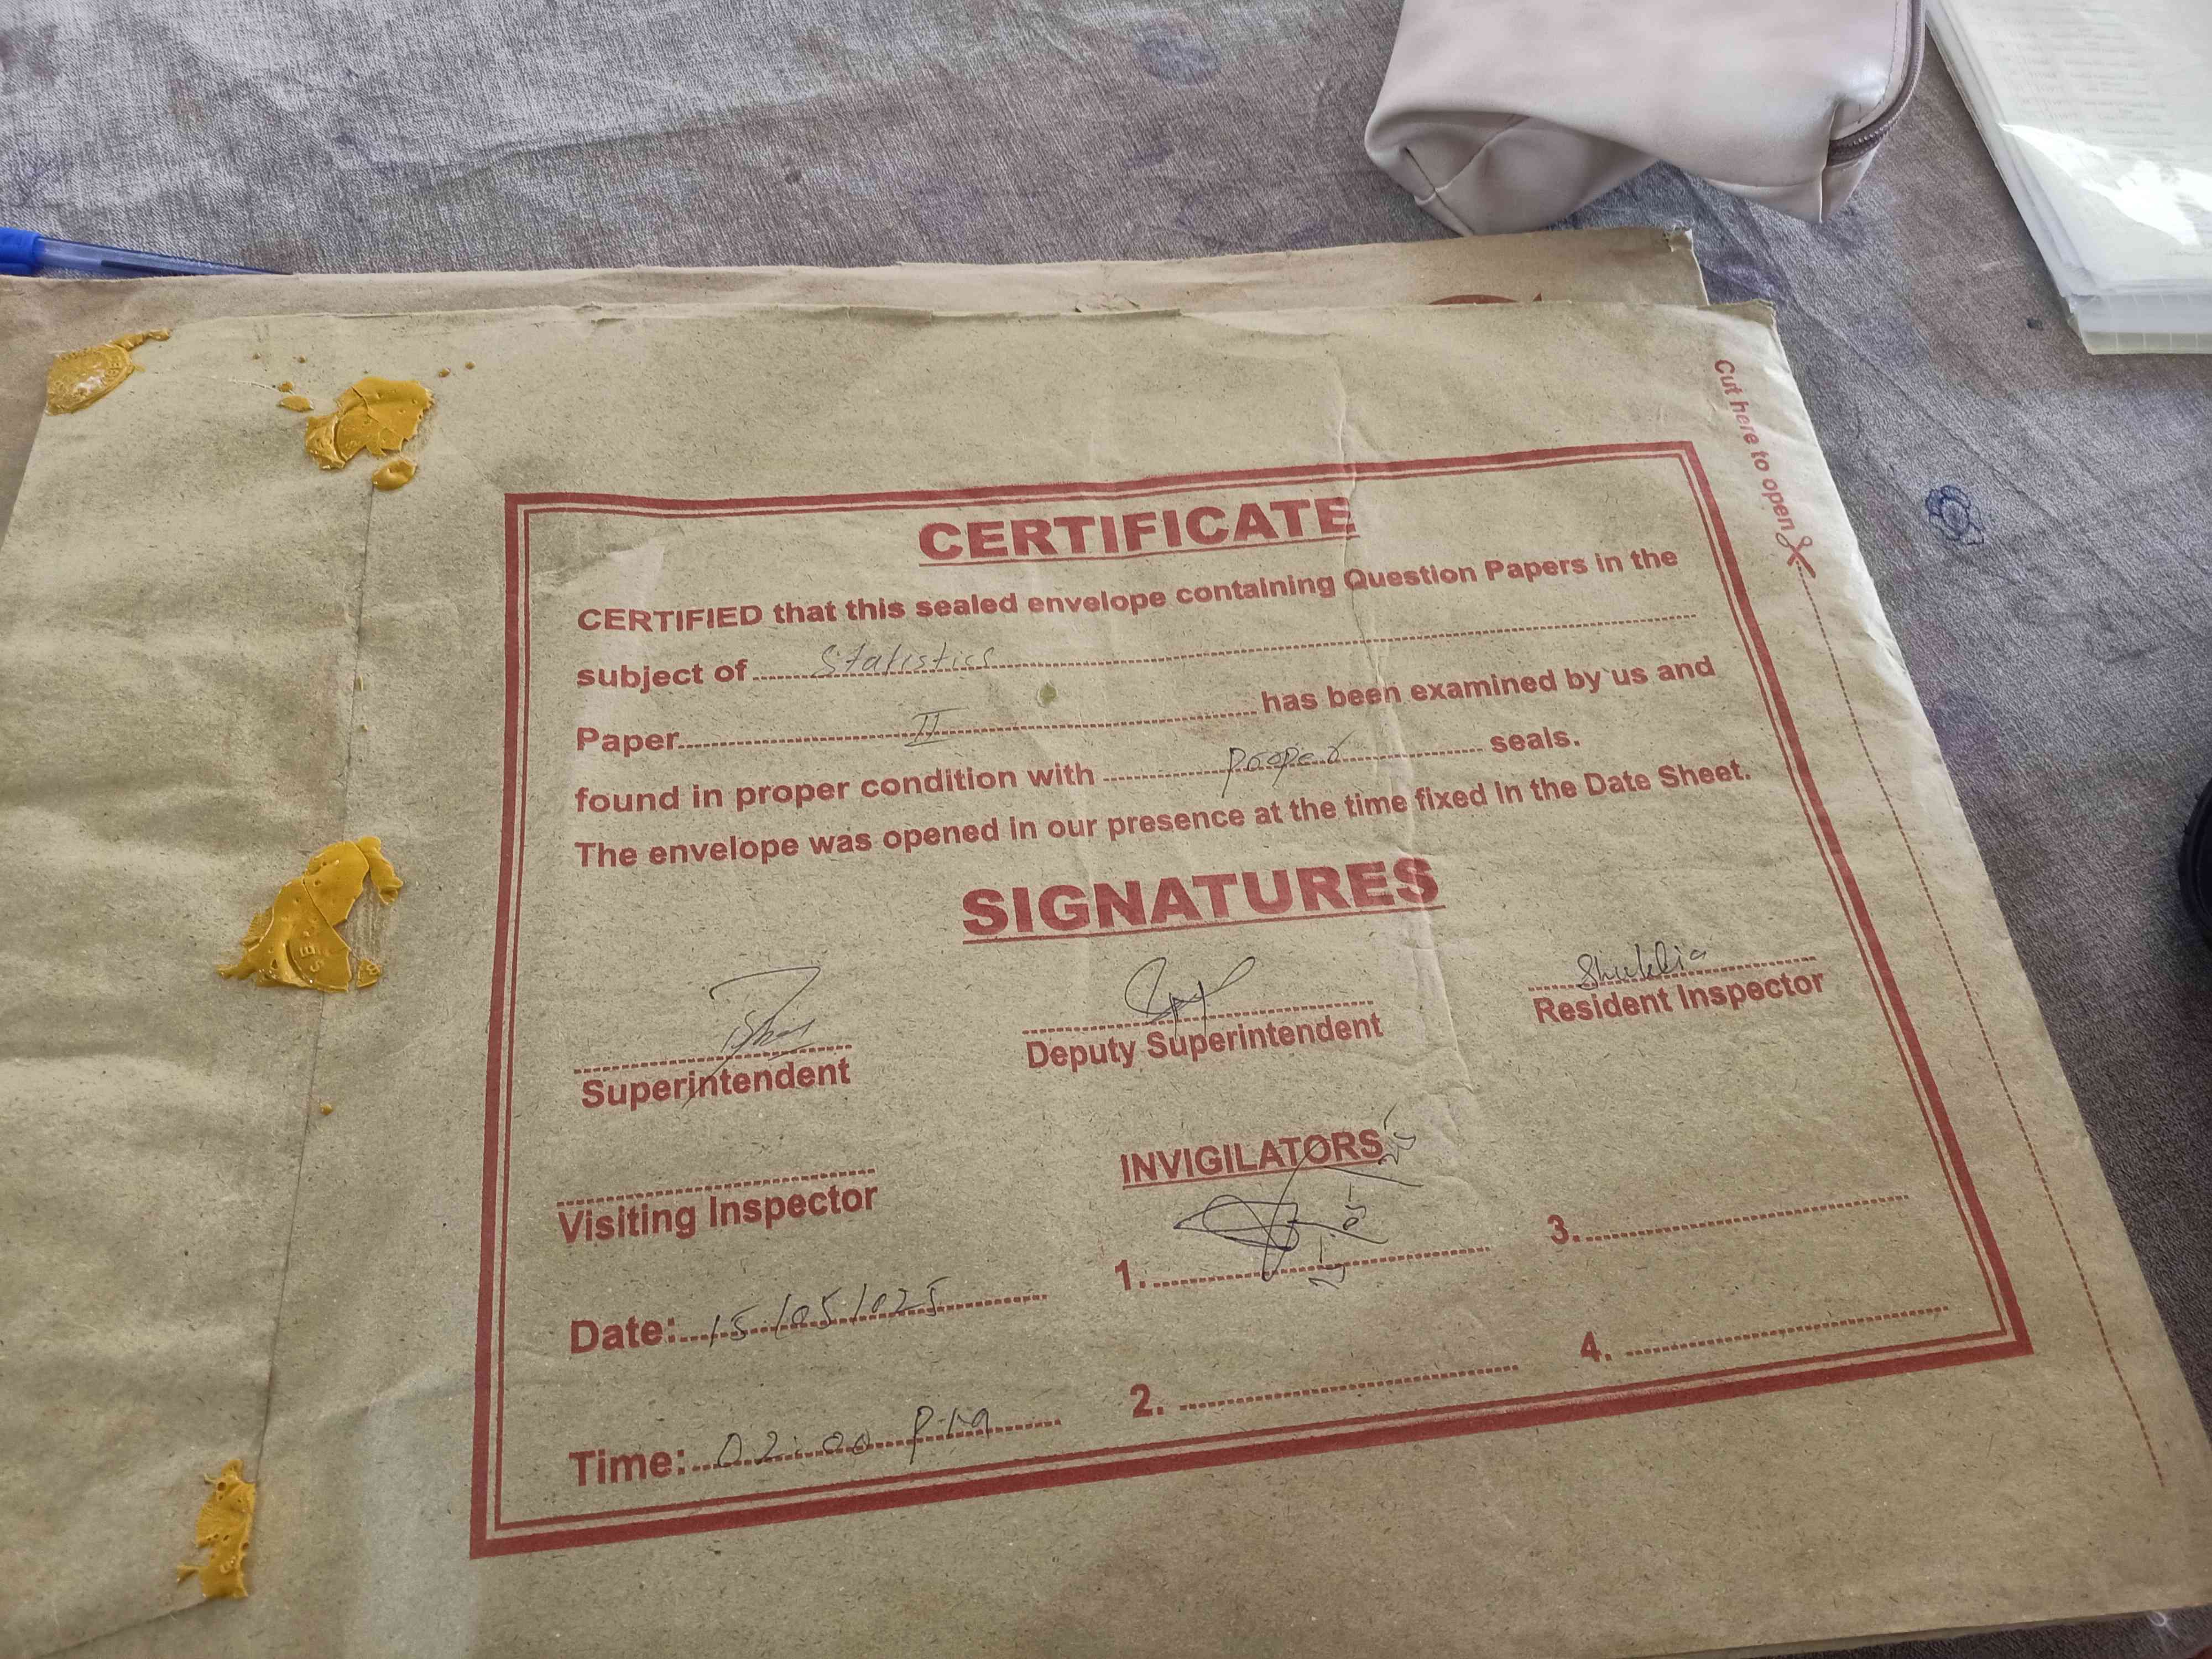 Cut here to open
CERTIFICATE
CERTIFIED that this sealed envelope containing Question Papers in the
subject of Statistics
Paper II has been examined by us and
found in proper condition with proper seals.
The envelope was opened in our presence at the time fixed in the Date Sheet.
SIGNATURES
Superintendent
Deputy Superintendent
Shuklia
Resident Inspector
Visiting Inspector
INVIGILATORS
1.
3.
Date: 15/05/025
2.
4.
Time: 02:00 P.M